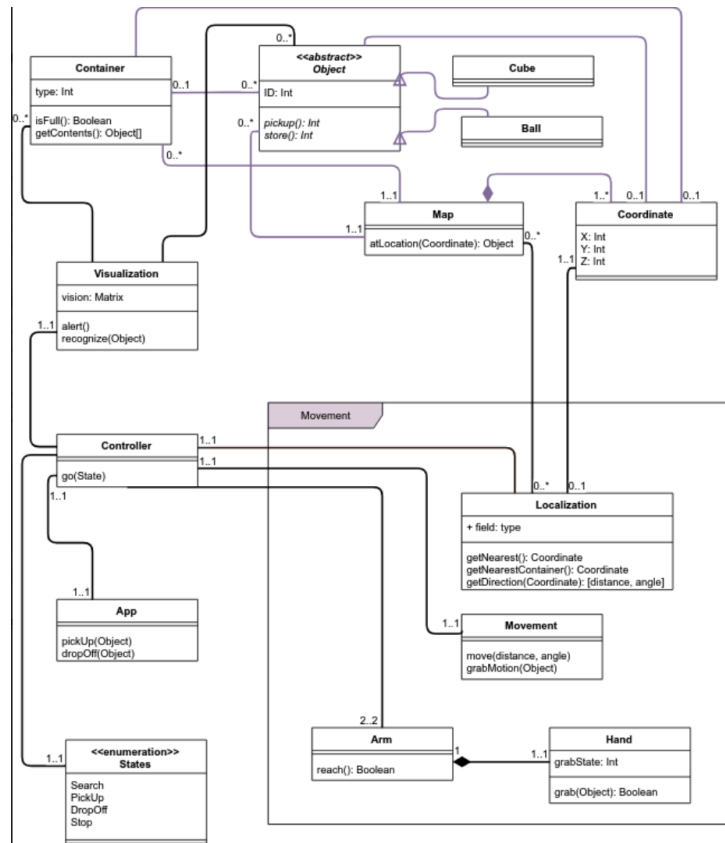 0..*
<<abstract>>
Object
ID: Int
pickup(): Int
store(): Int
Container
type: Int
isFull(): Boolean
getContents(): Object[]
0..1
0..*
0..*
0..*
0..*
1..1
1..1
Cube
Ball
Map
atLocation(Coordinate): Object
0..*
1..*
0..1
0..1
Coordinate
X: Int
Y: Int
Z: Int
1..1
Visualization
vision: Matrix
alert()
recognize(Object)
1..1
Movement
Controller
go(State)
1..1
1..1
1..1
0..*
0..1
Localization
+ field: type
getNearest(): Coordinate
getNearestContainer(): Coordinate
getDirection(Coordinate): [distance, angle]
1..1
App
pickUp(Object)
dropOff(Object)
1..1
Movement
move(distance, angle)
grabMotion(Object)
2..2
Arm
reach(): Boolean
1
1..1
Hand
grabState: Int
grab(Object): Boolean
1..1
<<enumeration>>
States
Search
PickUp
DropOff
Stop